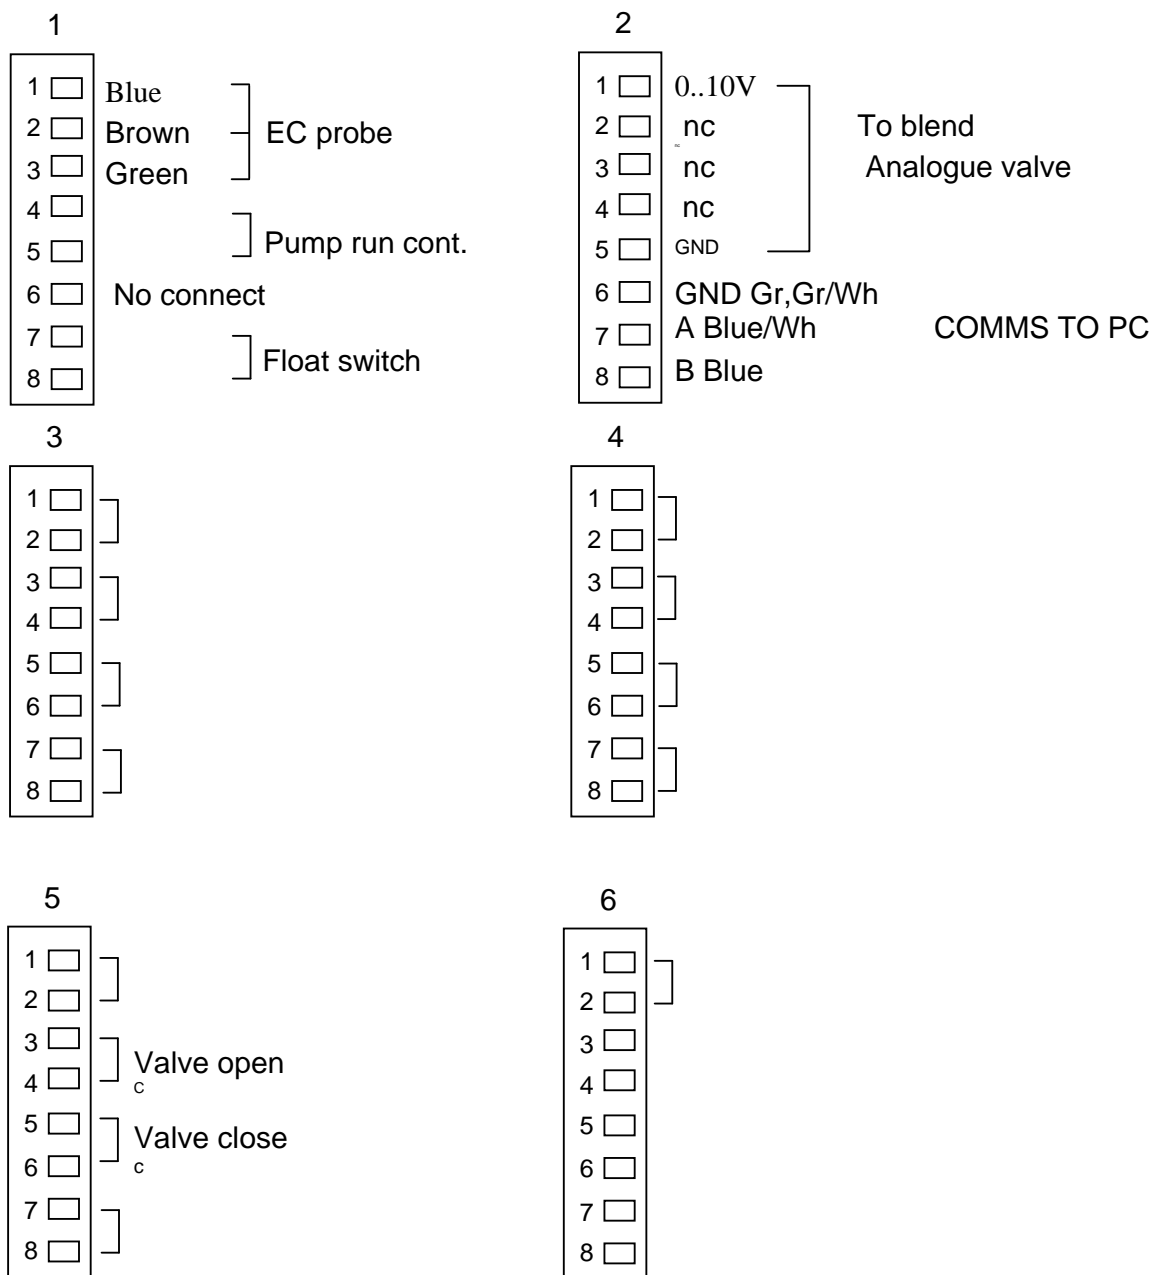 1
1 Blue
2 Brown EC probe
3 Green
4
5 Pump run cont.
6 No connect
7
8 Float switch
2
1 0..10V
2 nc To blend
3 nc Analogue valve
4 nc
5 GND
6 GND Gr,Gr/Wh
7 A Blue/Wh COMMS TO PC
8 B Blue
3
1
2
3
4
5
6
7
8
4
1
2
3
4
5
6
7
8
5
1
2
3
4 Valve open
C
5
Valve close
6 c
7
8
6
1
2
3
4
5
6
7
8